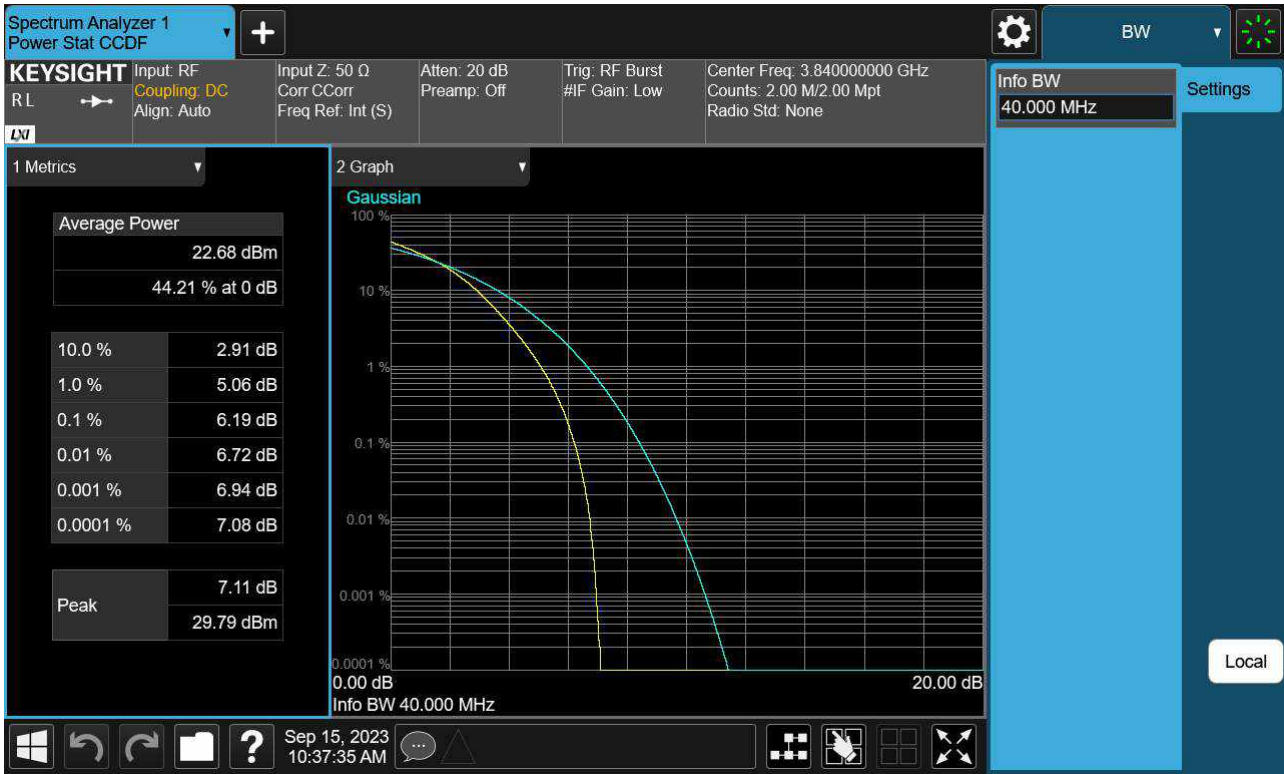 Spectrum Analyzer 1
Power Stat CCDF
+
BW
KEYSIGHT
RL
LXI
Input: RF
Coupling: DC
Align: Auto
Input Z: 50 Ω
Corr CCorr
Freq Ref: Int (S)
Atten: 20 dB
Preamp: Off
Trig: RF Burst
#IF Gain: Low
Center Freq: 3.840000000 GHz
Counts: 2.00 M/2.00 Mpt
Radio Std: None
Info BW
40.000 MHz
Settings
1 Metrics
Average Power
22.68 dBm
44.21 % at 0 dB
10.0 % 2.91 dB
1.0 % 5.06 dB
0.1 % 6.19 dB
0.01 % 6.72 dB
0.001 % 6.94 dB
0.0001 % 7.08 dB
Peak
7.11 dB
29.79 dBm
2 Graph
Gaussian
100 %
10 %
1 %
0.1 %
0.01 %
0.001 %
0.0001 %
0.00 dB 20.00 dB
Info BW 40.000 MHz
Local
?
Sep 15, 2023
10:37:35 AM